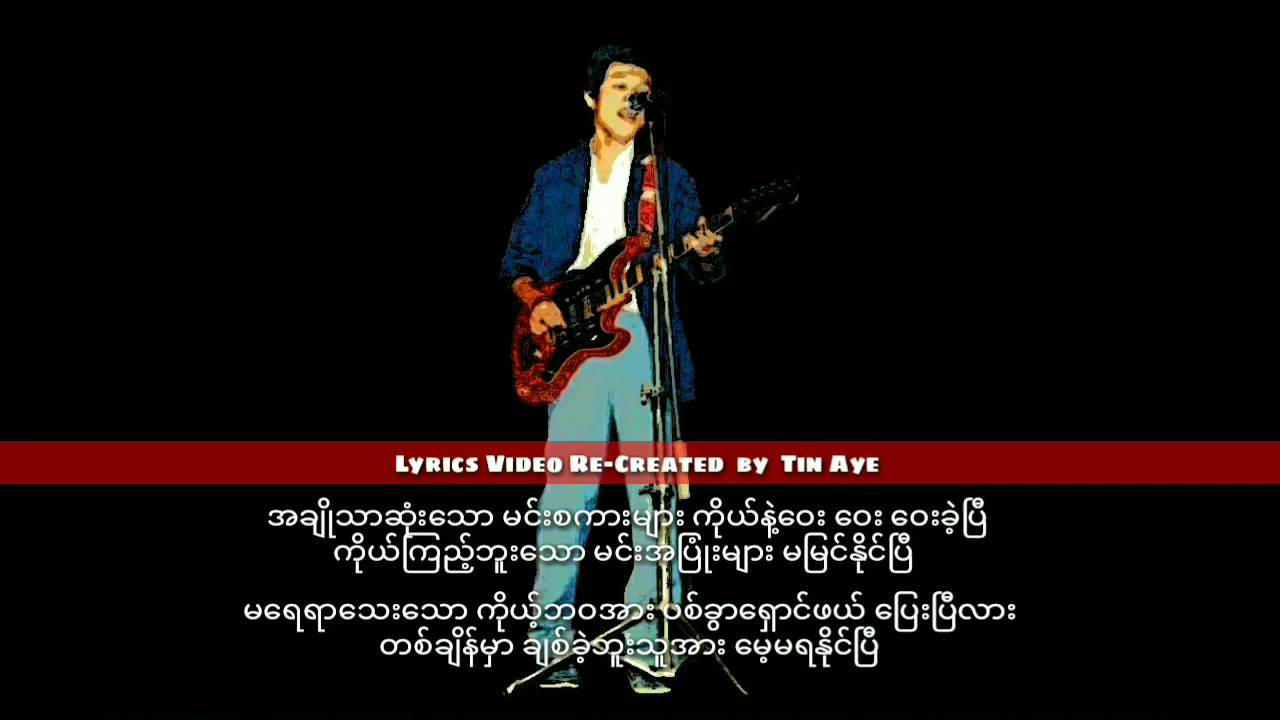 Lyrics Video Re-Created by Tin Aye
အချိုသာဆုံးသော မင်းစကားများ ကိုယ်နဲ့ဝေး ဝေး ဝေးခဲ့ပြီ
ကိုယ်ကြည့်ဘူးသော မင်းအပြုံးများ မမြင်နိုင်ပြီ
မရေရာသေးသော ကိုယ့်ဘဝအား ပစ်ခွာရှောင်ဖယ် ပြေးပြီလား
တစ်ချိန်မှာ ချစ်ခဲ့ဘူးသူအား မေ့မရနိုင်ပြီ